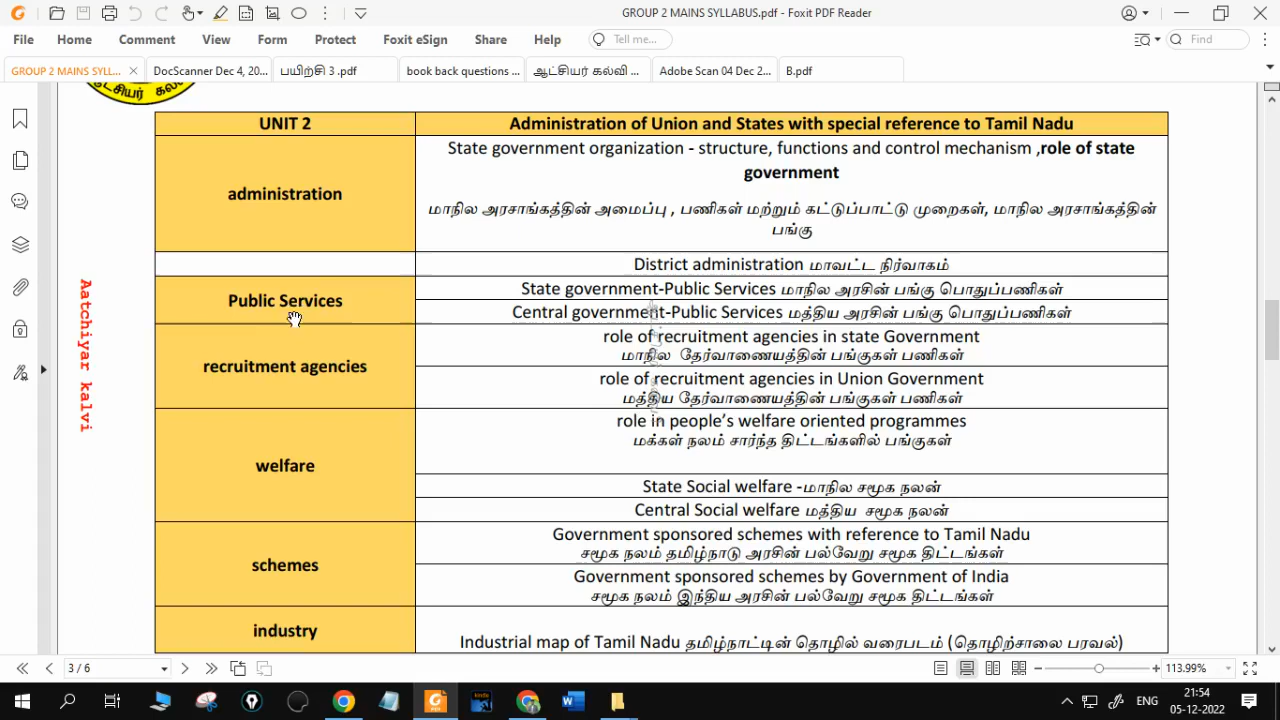 GROUP 2 MAINS SYLLABUS.pdf - Foxit PDF Reader
File Home Comment View Form Protect Foxit eSign Share Help Tell me... Find
GROUP 2 MAINS SYLL... DocScanner Dec 4, 20... பயிற்சி 3 .pdf book back questions ... ஆட்சியர் கல்வி ... Adobe Scan 04 Dec 2... B.pdf
UNIT 2 Administration of Union and States with special reference to Tamil Nadu
administration
State government organization - structure, functions and control mechanism ,role of state
government
மாநில அரசாங்கத்தின் அமைப்பு , பணிகள் மற்றும் கட்டுப்பாட்டு முறைகள், மாநில அரசாங்கத்தின்
பங்கு
District administration மாவட்ட நிர்வாகம்
Public Services
State government-Public Services மாநில அரசின் பங்கு பொதுப்பணிகள்
Central government-Public Services மத்திய அரசின் பங்கு பொதுப்பணிகள்
recruitment agencies
role of recruitment agencies in state Government
மாநில தேர்வாணையத்தின் பங்குகள் பணிகள்
role of recruitment agencies in Union Government
மத்திய தேர்வாணையத்தின் பங்குகள் பணிகள்
welfare
role in people’s welfare oriented programmes
மக்கள் நலம் சார்ந்த திட்டங்களில் பங்குகள்
State Social welfare -மாநில சமூக நலன்
Central Social welfare மத்திய சமூக நலன்
schemes
Government sponsored schemes with reference to Tamil Nadu
சமூக நலம் தமிழ்நாடு அரசின் பல்வேறு சமூக திட்டங்கள்
Government sponsored schemes by Government of India
சமூக நலம் இந்திய அரசின் பல்வேறு சமூக திட்டங்கள்
industry
Industrial map of Tamil Nadu தமிழ்நாட்டின் தொழில் வரைபடம் (தொழிற்சாலை பரவல்)
Aatchiyar kalvi
3 / 6 113.99%
ENG 21:54
05-12-2022